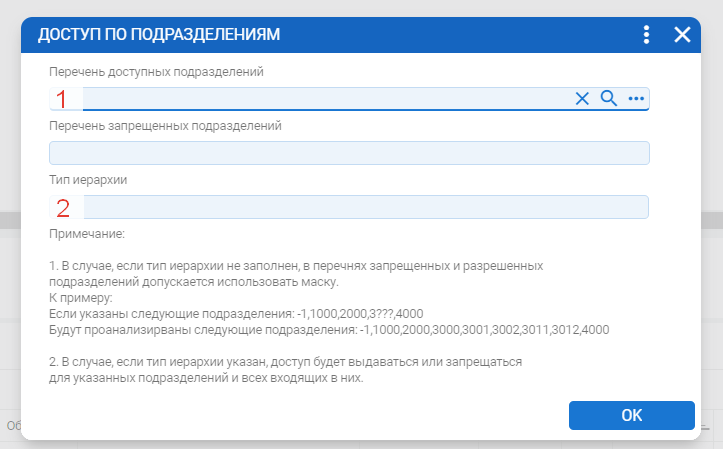 ДОСТУП ПО ПОДРАЗДЕЛЕНИЯМ
Перечень доступных подразделений
1
Перечень запрещенных подразделений
Тип иерархии
2
Примечание:
1. В случае, если тип иерархии не заполнен, в перечнях запрещенных и разрешенных
подразделений допускается использовать маску.
К примеру:
Если указаны следующие подразделения: -1,1000,2000,3???,4000
Будут проанализирваны следующие подразделения: -1,1000,2000,3000,3001,3002,3011,3012,4000
2. В случае, если тип иерархии указан, доступ будет выдаваться или запрещаться
для указанных подразделений и всех входящих в них.
OK
Об